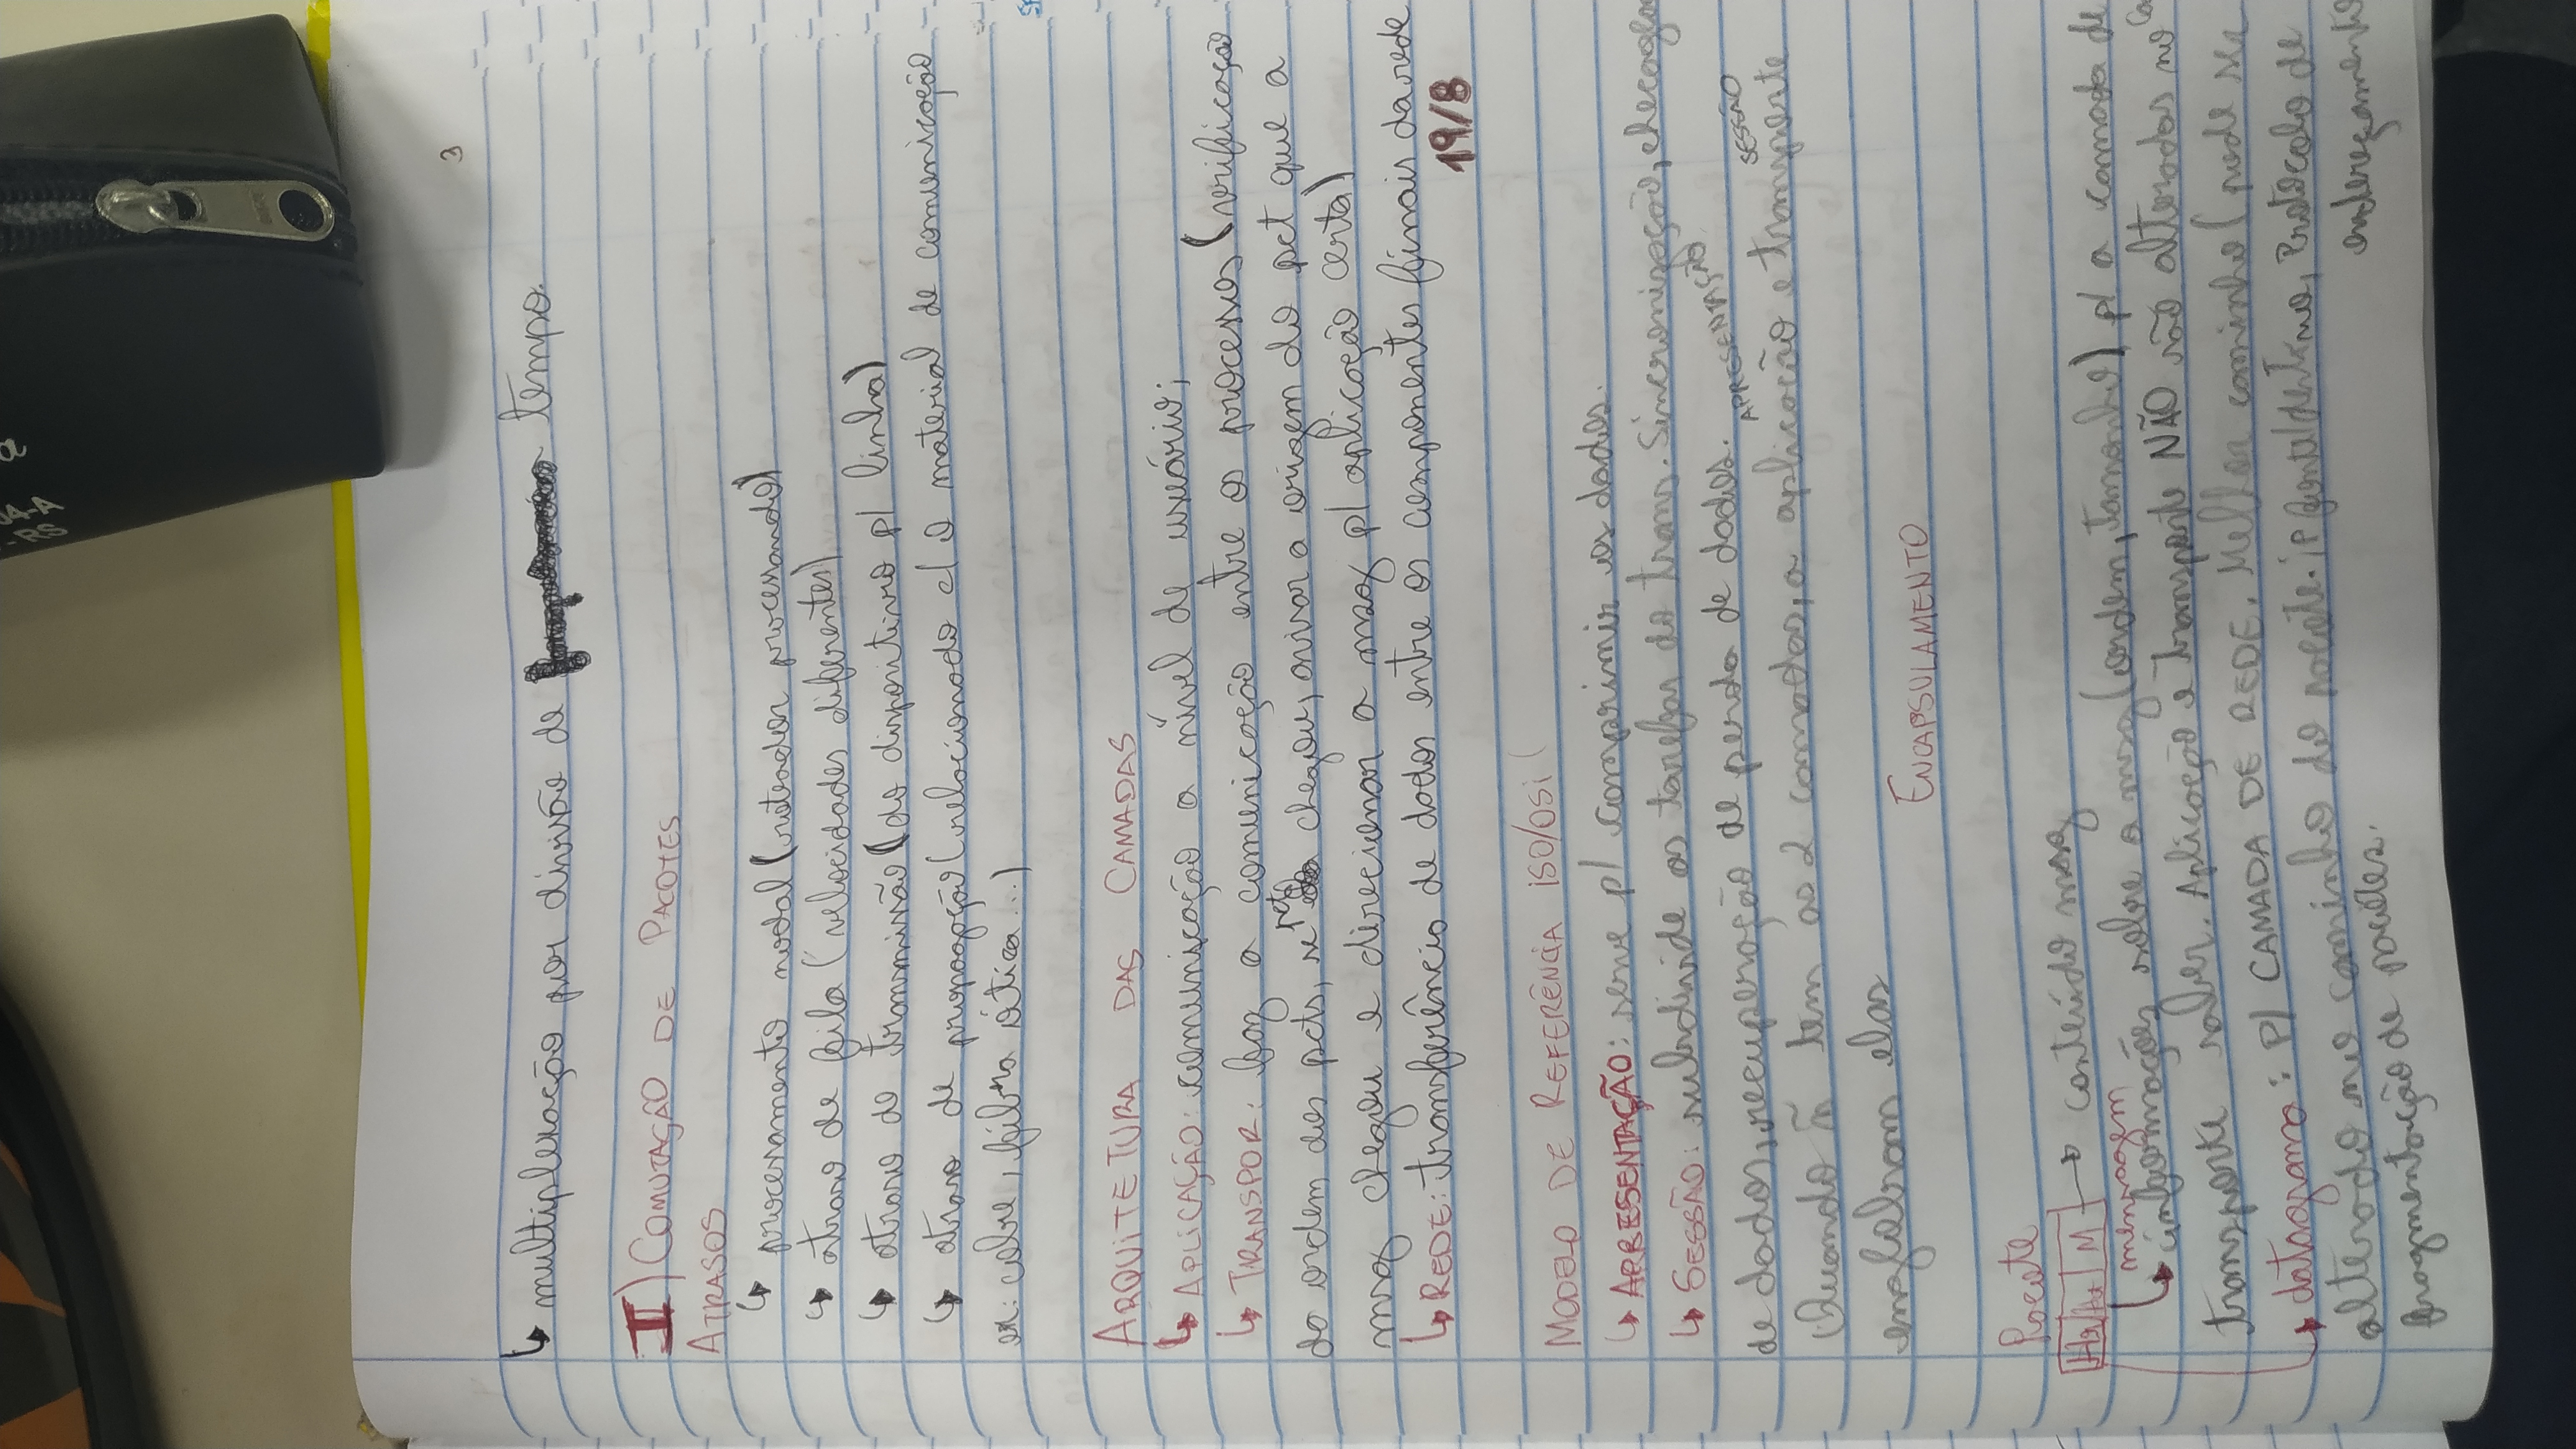 3
↳ multiplexação por divisão de tempo.
II) COMUTAÇÃO DE PACOTES
ATRASOS
↳ processamento nodal (roteador processando)
↳ atraso de fila (velocidades diferentes)
↳ atraso de transmissão (do dispositivo p/ linha)
↳ atraso de propagação (relacionado c/ o material de comunicação
ex: cobre, fibra ótica...)
ARQUITETURA DAS CAMADAS
↳ APLICAÇÃO: comunicação a nível de usuário;
↳ TRANSPOR: faz a comunicação entre os processos (verificação
da ordem dos pcts, se pct chegou, avisar a origem do pct que a
msg chegou e direcionar a msg p/ aplicação certa)
↳ REDE: transferência de dados entre os componentes finais da rede
19/8
MODELO DE REFERÊNCIA ISO/OSI (
↳ APRESENTAÇÃO: serve p/ comprimir os dados.
↳ SESSÃO: subdivide as tarefas do trans. Sincronização, checagem
de dados, recuperação de perda de dados.
APRESENTAÇÃO SESSÃO
Quando ñ tem as 2 camadas, a aplicação e transporte
englobam elas
ENCAPSULAMENTO
Pacote
M → conteúdo msg
mensagem
↳ informações sobre a msg (ordem, tamanho) p/ a camada de
transporte saber. Aplicação e transporte NÃO são alteradas no
↳ datagrama: P/ CAMADA DE REDE. Melhor caminho (pode ser
alterado no caminho do pacote. ip fonte/destino, Protocolo de
endereçamento
fragmentação de pacotes.